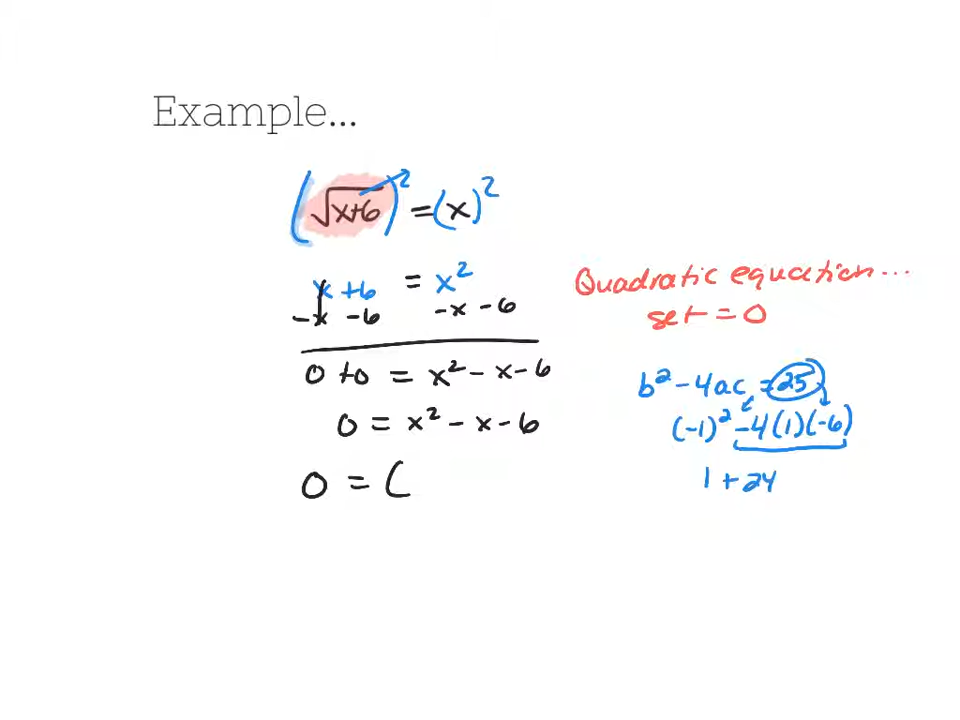 Example...
(√x+6)² = (x)²
x +6 = x²
-x -6 -x -6
0 +0 = x² - x - 6
0 = x² - x - 6
0 = (
Quadratic equation...
set = 0
b² - 4ac = 25
(-1)² -4(1)(-6)
1 + 24